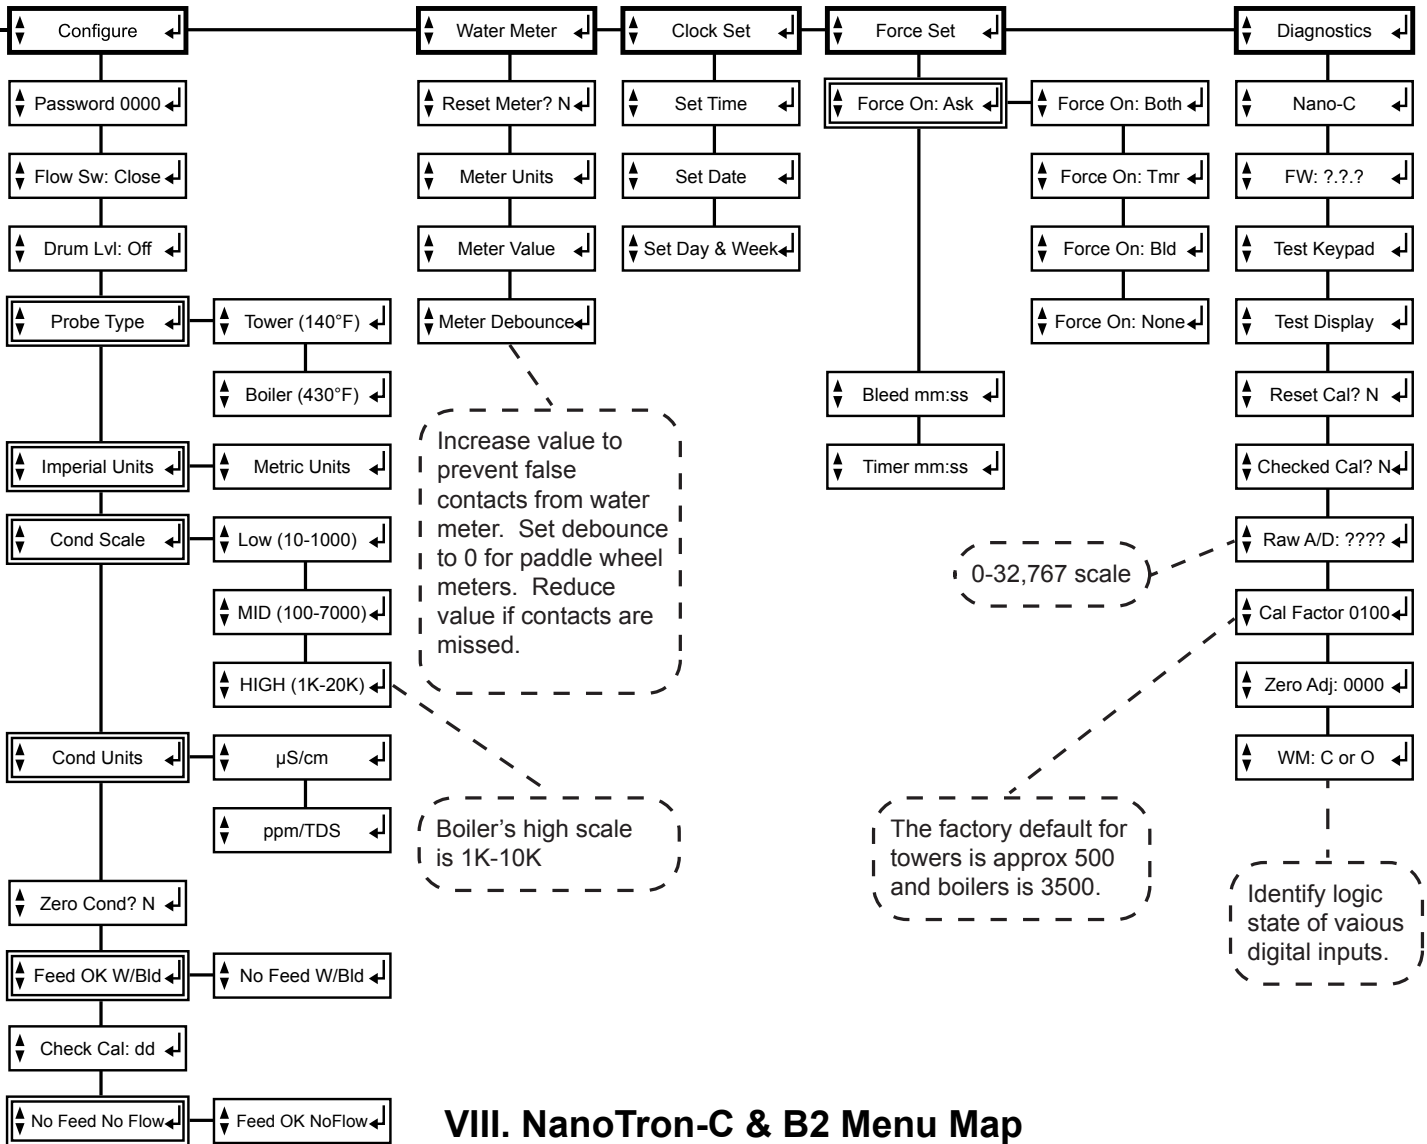 Configure
Water Meter
Clock Set
Force Set
Diagnostics
Password 0000
Flow Sw: Close
Drum Lvl: Off
Probe Type
Tower (140°F)
Boiler (430°F)
Imperial Units
Metric Units
Cond Scale
Low (10-1000)
MID (100-7000)
HIGH (1K-20K)
Boiler's high scale
is 1K-10K
Cond Units
µS/cm
ppm/TDS
Zero Cond? N
Feed OK W/Bld
No Feed W/Bld
Check Cal: dd
No Feed No Flow
Feed OK NoFlow
Reset Meter? N
Meter Units
Meter Value
Meter Debounce
Increase value to
prevent false
contacts from water
meter. Set debounce
to 0 for paddle wheel
meters. Reduce
value if contacts are
missed.
Set Time
Set Date
Set Day & Week
Force On: Ask
Force On: Both
Force On: Tmr
Force On: Bld
Force On: None
Bleed mm:ss
Timer mm:ss
Nano-C
FW: ?.?.?
Test Keypad
Test Display
Reset Cal? N
Checked Cal? N
Raw A/D: ????
0-32,767 scale
Cal Factor 0100
The factory default for
towers is approx 500
and boilers is 3500.
Zero Adj: 0000
WM: C or O
Identify logic
state of vaious
digital inputs.
VIII. NanoTron-C & B2 Menu Map